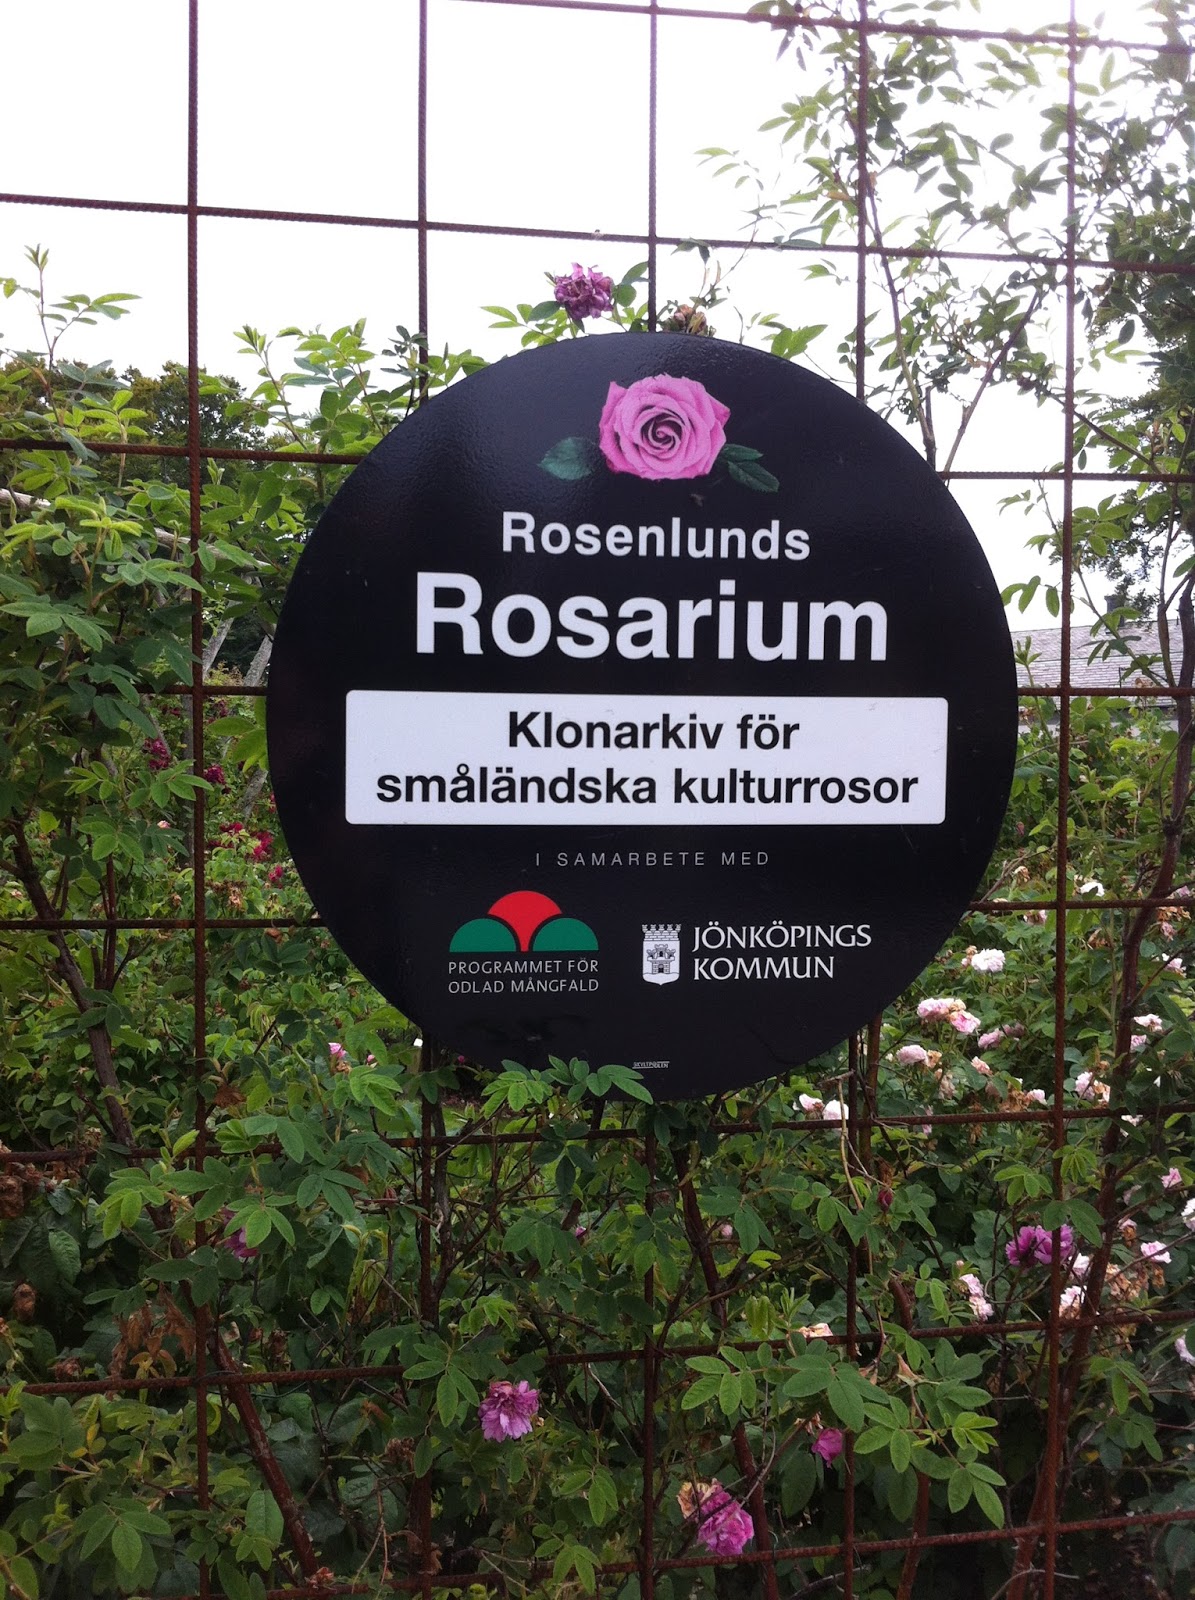 Rosenlunds
Rosarium
Klonarkiv för
småländska kulturrosor
I SAMARBETE MED
PROGRAMMET FÖR
ODLAD MÅNGFALD
JÖNKÖPINGS
KOMMUN